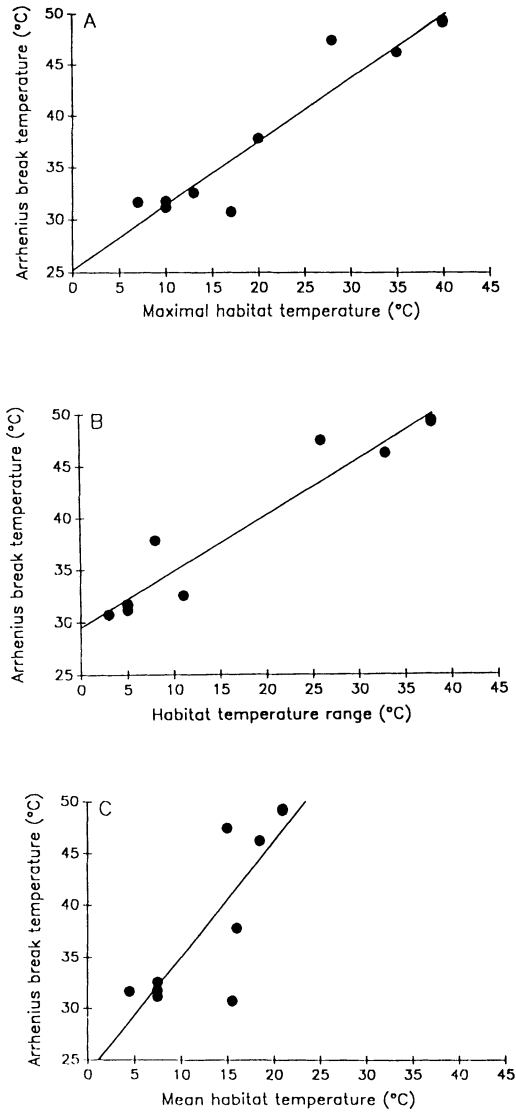 A
Arrhenius break temperature (°C)
50
45
40
35
30
25
0 5 10 15 20 25 30 35 40 45
Maximal habitat temperature (°C)
B
Arrhenius break temperature (°C)
50
45
40
35
30
25
0 5 10 15 20 25 30 35 40 45
Habitat temperature range (°C)
C
Arrhenius break temperature (°C)
50
45
40
35
30
25
0 5 10 15 20 25 30 35 40 45
Mean habitat temperature (°C)